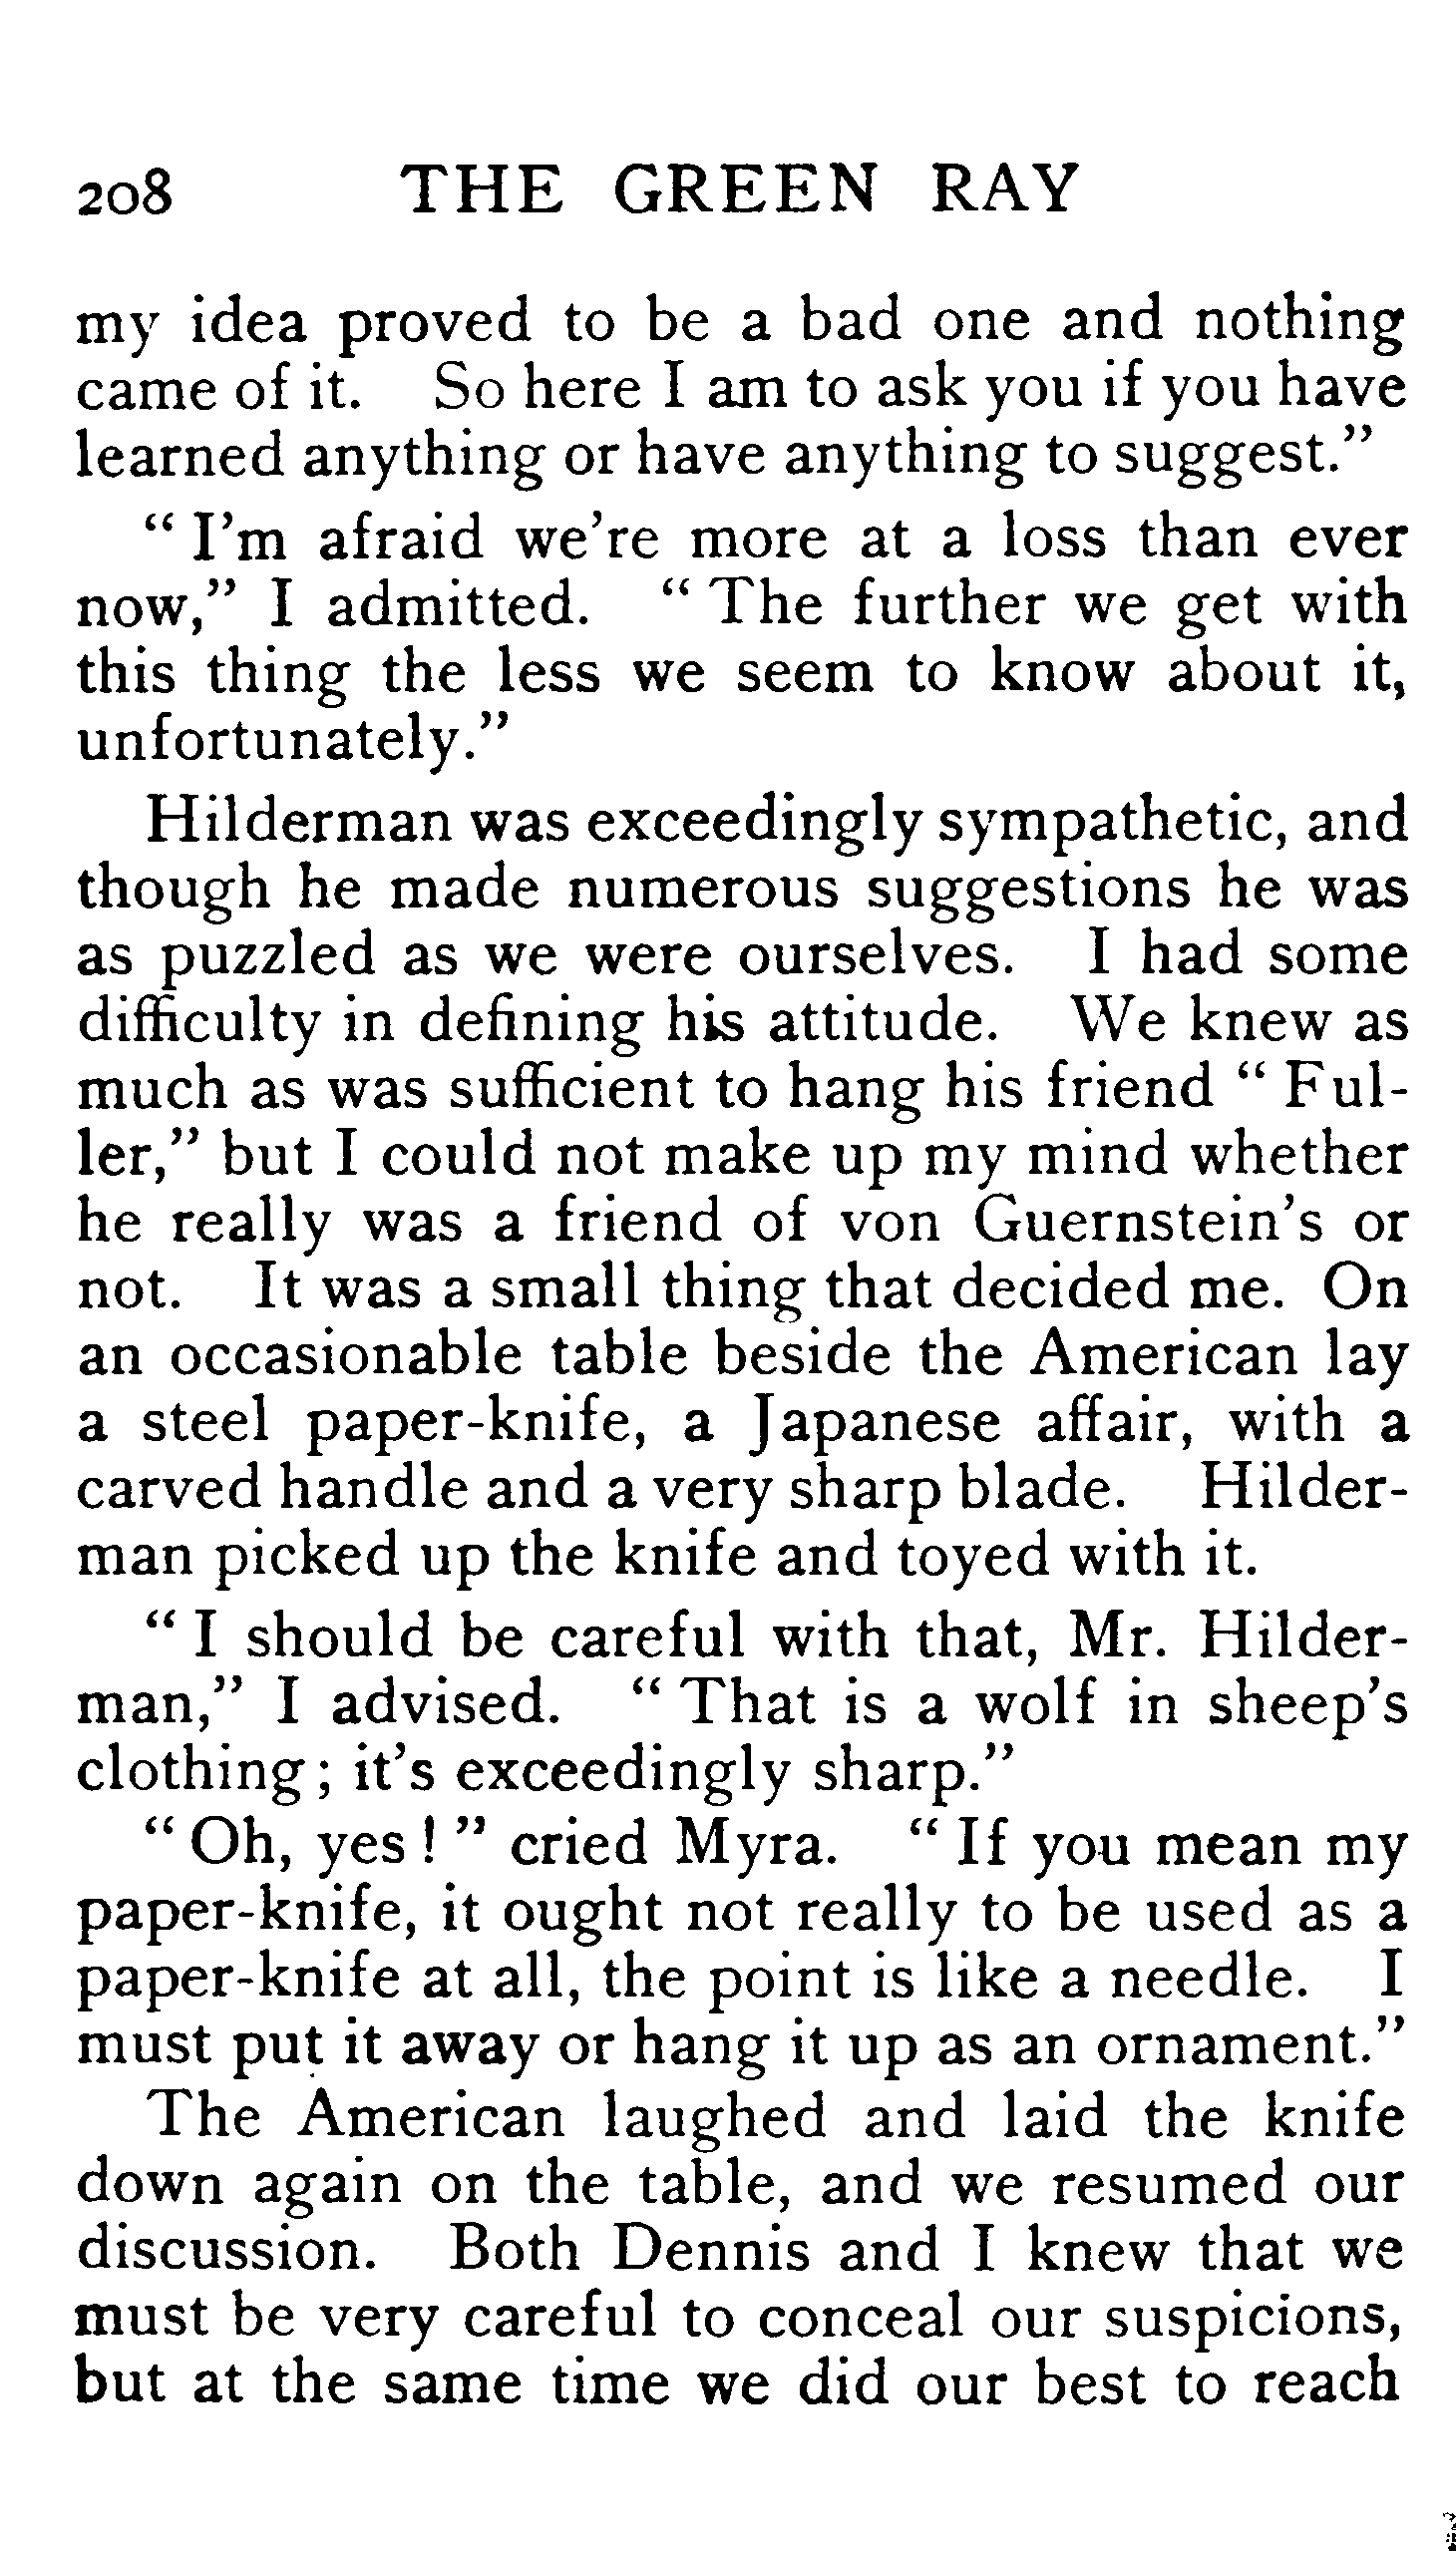 208 THE GREEN RAY
my idea proved to be a bad one and nothing
came of it. So here I am to ask you if you have
learned anything or have anything to suggest.”
“ I’m afraid we’re more at a loss than ever
now,” I admitted. “ The further we get with
this thing the less we seem to know about it,
unfortunately.”
Hilderman was exceedingly sympathetic, and
though he made numerous suggestions he was
as puzzled as we were ourselves. I had some
difficulty in defining his attitude. We knew as
much as was sufficient to hang his friend “ Ful-
ler,” but I could not make up my mind whether
he really was a friend of von Guernstein’s or
not. It was a small thing that decided me. On
an occasionable table beside the American lay
a steel paper-knife, a Japanese affair, with a
carved handle and a very sharp blade. Hilder-
man picked up the knife and toyed with it.
“ I should be careful with that, Mr. Hilder-
man,” I advised. “ That is a wolf in sheep’s
clothing ; it’s exceedingly sharp.”
“ Oh, yes ! ” cried Myra. “ If you mean my
paper-knife, it ought not really to be used as a
paper-knife at all, the point is like a needle. I
must put it away or hang it up as an ornament.”
The American laughed and laid the knife
down again on the table, and we resumed our
discussion. Both Dennis and I knew that we
must be very careful to conceal our suspicions,
but at the same time we did our best to reach